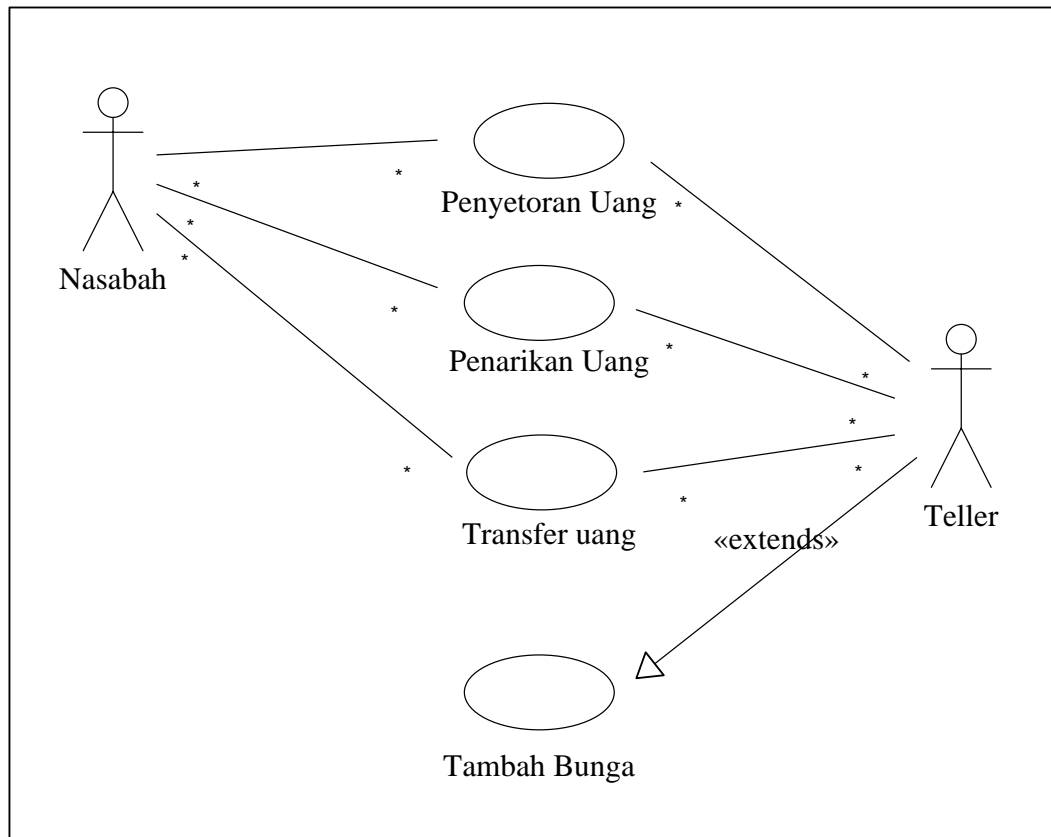 *
*
*
Penyetoran Uang
*
*
*
Nasabah
*
*
Penarikan Uang
*
*
*
*
*
Transfer uang
Teller
«extends»
Tambah Bunga